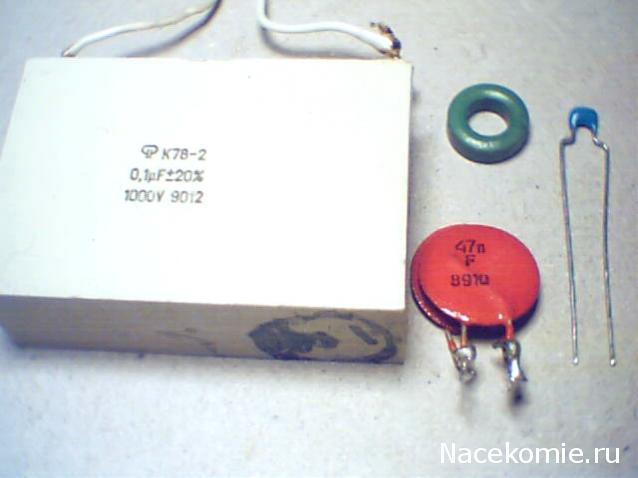 К78-2
0,1µF±20%
1000V 9012
47n
F
8910
Nacekomie.ru